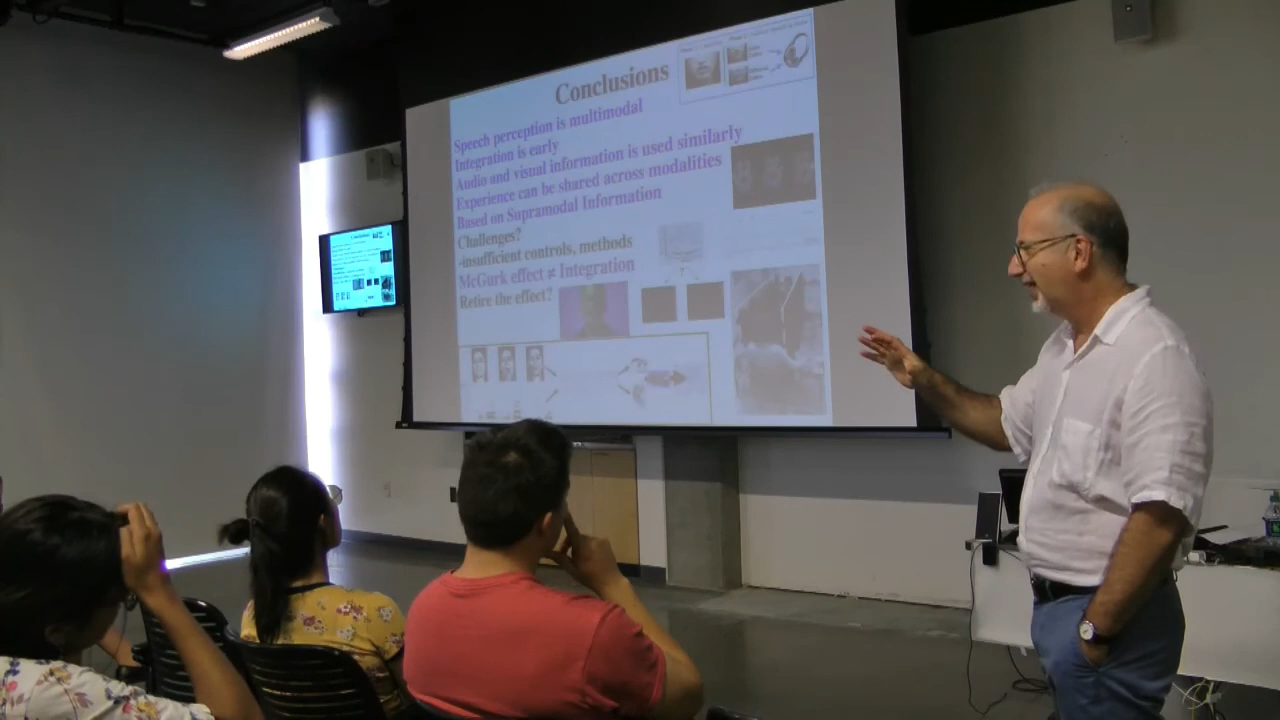 Conclusions
Speech perception is multimodal
Integration is early
Audio and visual information is used similarly
Experience can be shared across modalities
Based on Supramodal Information
Challenges?
-insufficient controls, methods
McGurk effect ≠ Integration
Retire the effect?